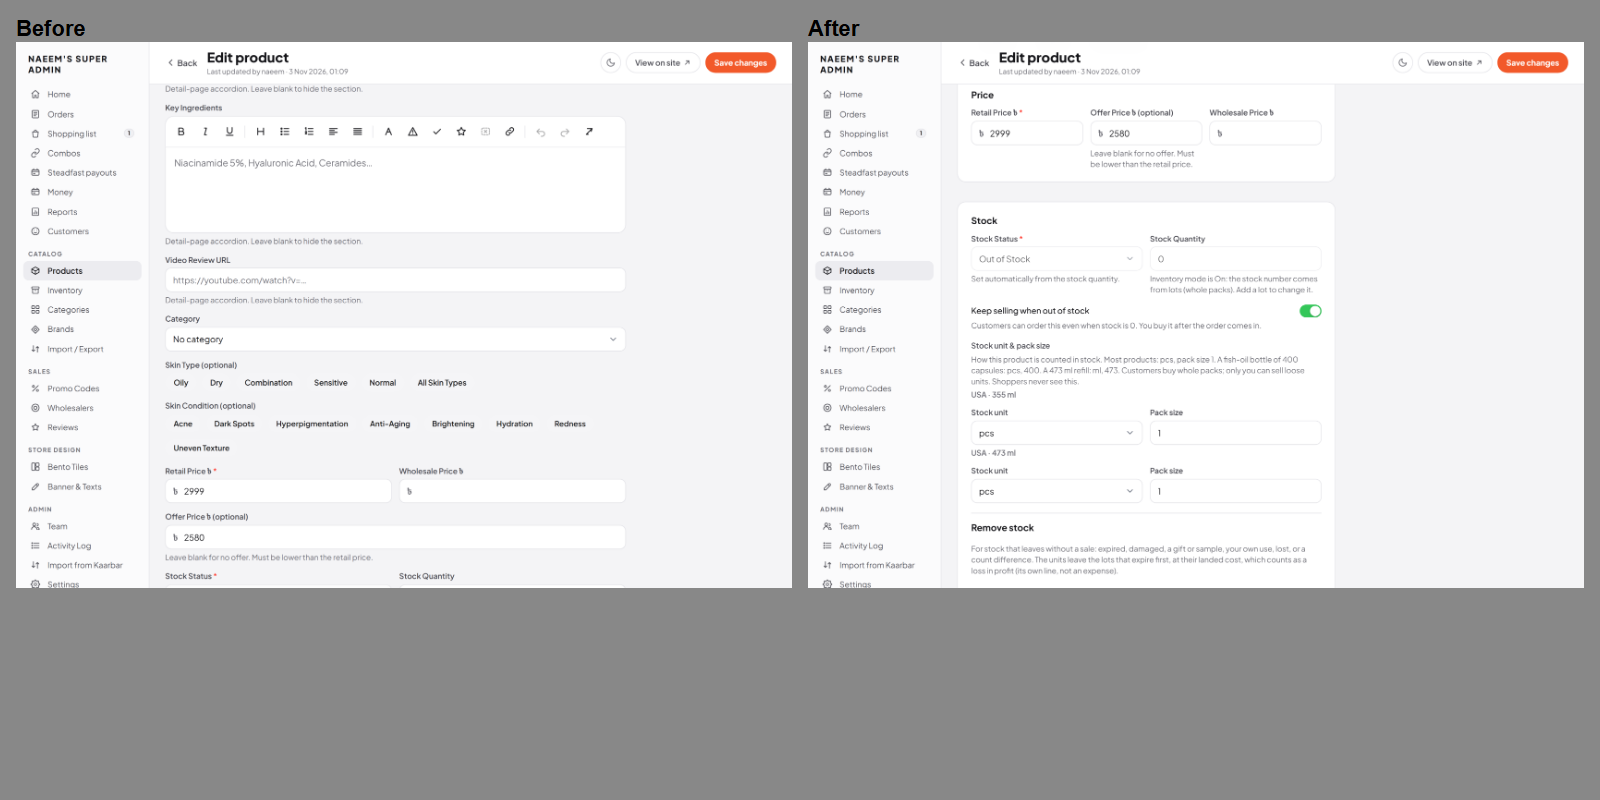 Before
NAEEM'S SUPER
ADMIN
Back
Edit product
Last updated by naeem · 3 Nov 2026, 01:09
View on site
Save changes
Home
Orders
Shopping list
1
Combos
Steadfast payouts
Money
Reports
Customers
CATALOG
Products
Inventory
Categories
Brands
Import / Export
SALES
Promo Codes
Wholesalers
Reviews
STORE DESIGN
Bento Tiles
Banner & Texts
ADMIN
Team
Activity Log
Import from Kaarbar
Settings
Detail-page accordion. Leave blank to hide the section.
Key Ingredients
B I U H A
Niacinamide 5%, Hyaluronic Acid, Ceramides...
Detail-page accordion. Leave blank to hide the section.
Video Review URL
https://youtube.com/watch?v=...
Detail-page accordion. Leave blank to hide the section.
Category
No category
Skin Type (optional)
Oily Dry Combination Sensitive Normal All Skin Types
Skin Condition (optional)
Acne Dark Spots Hyperpigmentation Anti-Aging Brightening Hydration Redness
Uneven Texture
Retail Price ৳ * Wholesale Price ৳
৳ 2999 ৳
Offer Price ৳ (optional)
৳ 2580
Leave blank for no offer. Must be lower than the retail price.
Stock Status * Stock Quantity
After
NAEEM'S SUPER
ADMIN
Back
Edit product
Last updated by naeem · 3 Nov 2026, 01:09
View on site
Save changes
Home
Orders
Shopping list
1
Combos
Steadfast payouts
Money
Reports
Customers
CATALOG
Products
Inventory
Categories
Brands
Import / Export
SALES
Promo Codes
Wholesalers
Reviews
STORE DESIGN
Bento Tiles
Banner & Texts
ADMIN
Team
Activity Log
Import from Kaarbar
Settings
Price
Retail Price ৳ * Offer Price ৳ (optional) Wholesale Price ৳
৳ 2999 ৳ 2580 ৳
Leave blank for no offer. Must
be lower than the retail price.
Stock
Stock Status * Stock Quantity
Out of Stock 0
Set automatically from the stock quantity.
Inventory mode is On: the stock number comes
from lots (whole packs). Add a lot to change it.
Keep selling when out of stock
Customers can order this even when stock is 0. You buy it after the order comes in.
Stock unit & pack size
How this product is counted in stock. Most products: pcs, pack size 1. A fish-oil bottle of 400
capsules: pcs, 400. A 473 ml refill: ml, 473. Customers buy whole packs; only you can sell loose
units. Shoppers never see this.
USA · 355 ml
Stock unit Pack size
pcs 1
USA · 473 ml
Stock unit Pack size
pcs 1
Remove stock
For stock that leaves without a sale: expired, damaged, a gift or sample, your own use, lost, or a
count difference. The units leave the lots that expire first, at their landed cost, which counts as a
loss in profit (its own line, not an expense).